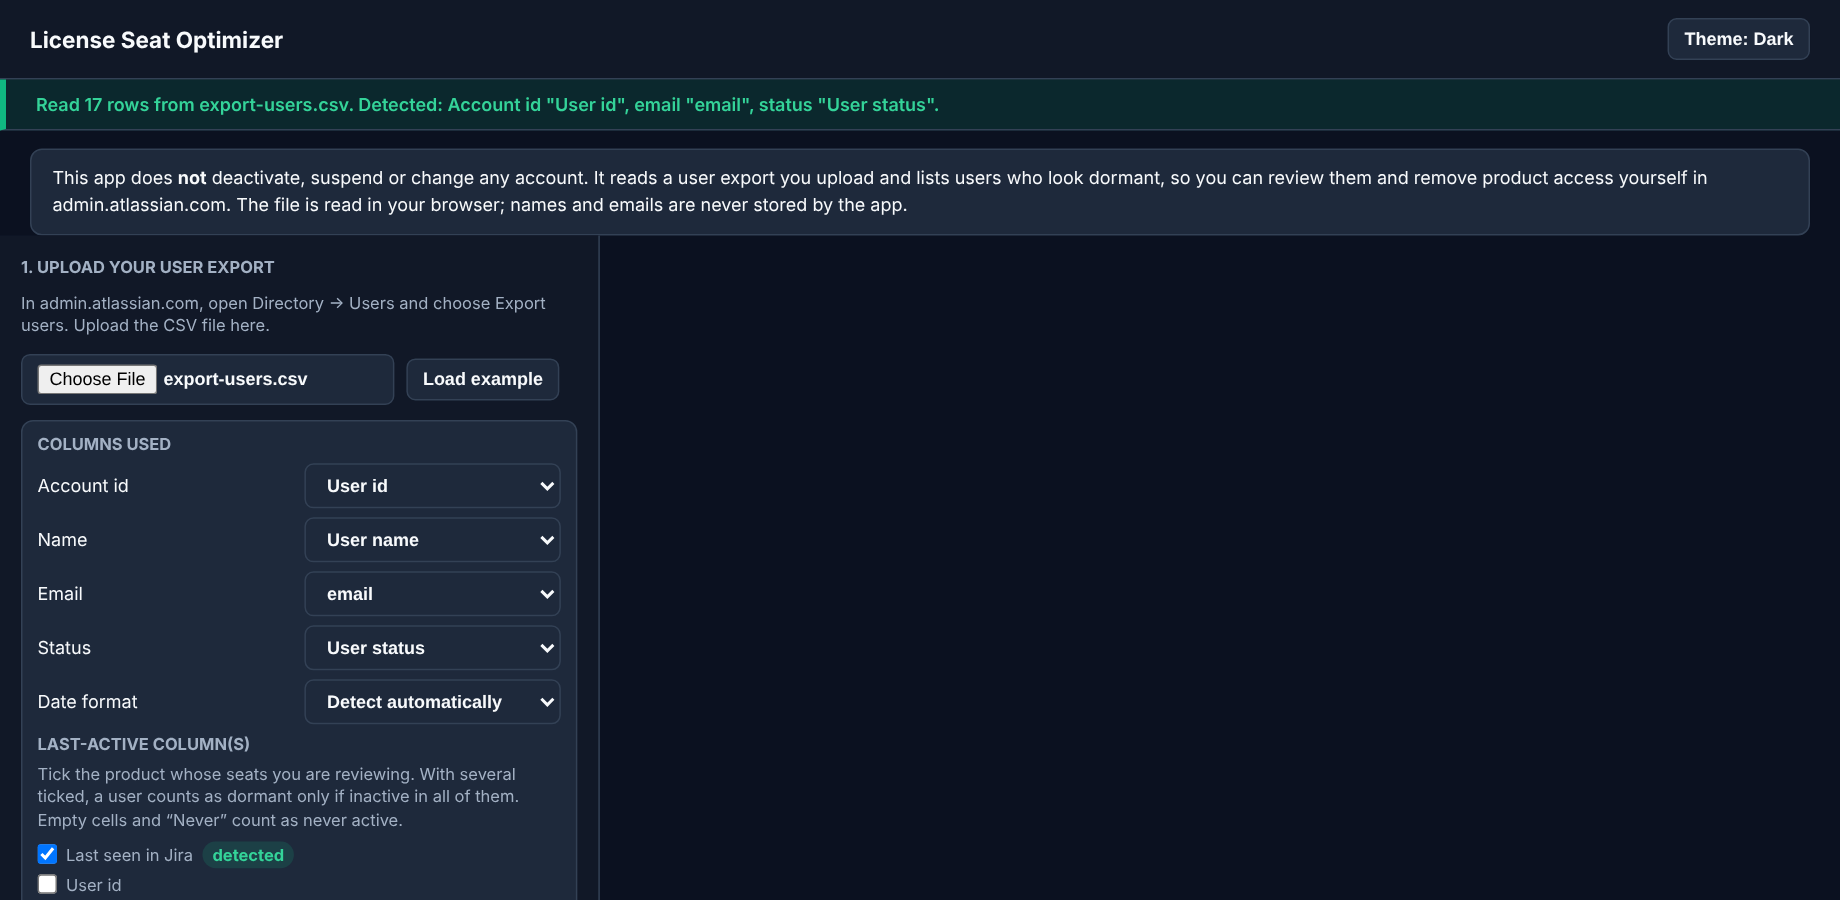 License Seat Optimizer
Theme: Dark
Read 17 rows from export-users.csv. Detected: Account id "User id", email "email", status "User status".
This app does not deactivate, suspend or change any account. It reads a user export you upload and lists users who look dormant, so you can review them and remove product access yourself in
admin.atlassian.com. The file is read in your browser; names and emails are never stored by the app.
1. UPLOAD YOUR USER EXPORT
In admin.atlassian.com, open Directory → Users and choose Export
users. Upload the CSV file here.
Choose File export-users.csv
Load example
COLUMNS USED
Account id
User id
Name
User name
Email
email
Status
User status
Date format
Detect automatically
LAST-ACTIVE COLUMN(S)
Tick the product whose seats you are reviewing. With several
ticked, a user counts as dormant only if inactive in all of them.
Empty cells and “Never” count as never active.
Last seen in Jira detected
User id